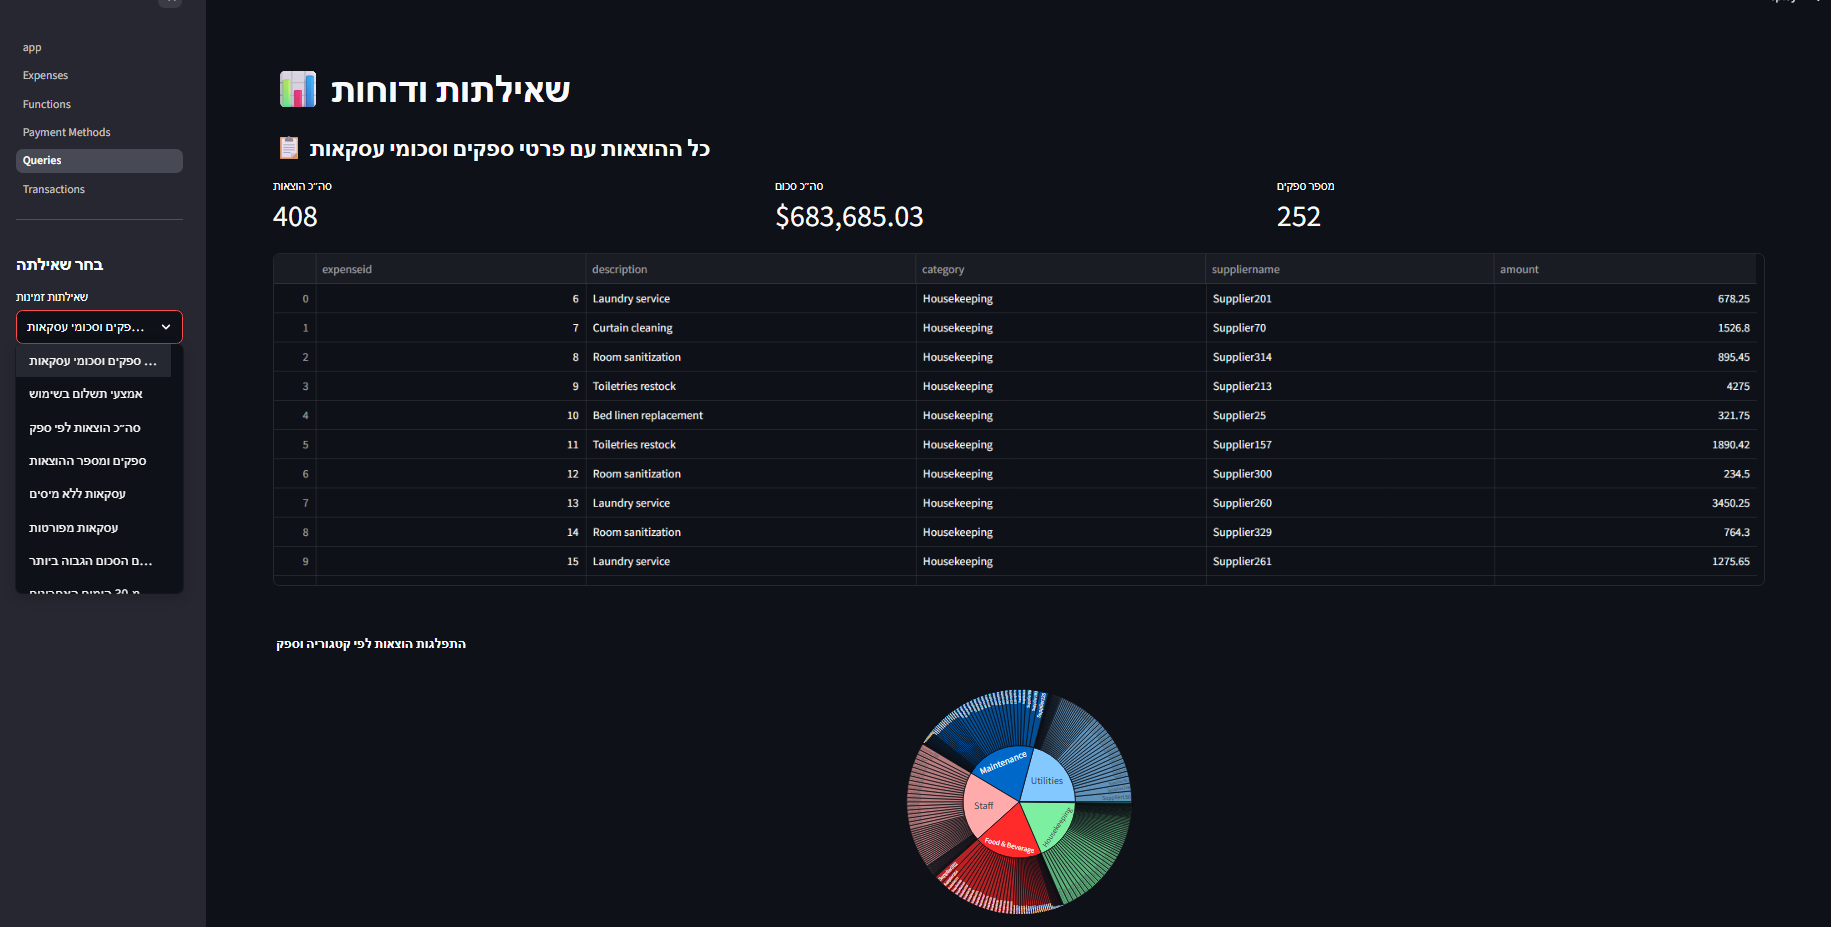 app
Expenses
Functions
Payment Methods
Queries
Transactions
בחר שאילתה
שאילתות זמינות
...פקים וסכומי עסקאות
... ספקים וסכומי עסקאות
אמצעי תשלום בשימוש
סה״כ הוצאות לפי ספק
ספקים ומספר ההוצאות
עסקאות ללא מיסים
עסקאות מפורטות
...ם הסכום הגבוה ביותר
שאילתות ודוחות
כל ההוצאות עם פרטי ספקים וסכומי עסקאות
סה״כ הוצאות
408
סה״כ סכום
$683,685.03
מספר ספקים
252
expenseid description category suppliername amount
0 6 Laundry service Housekeeping Supplier201 678.25
1 7 Curtain cleaning Housekeeping Supplier70 1526.8
2 8 Room sanitization Housekeeping Supplier314 895.45
3 9 Toiletries restock Housekeeping Supplier213 4275
4 10 Bed linen replacement Housekeeping Supplier25 321.75
5 11 Toiletries restock Housekeeping Supplier157 1890.42
6 12 Room sanitization Housekeeping Supplier300 234.5
7 13 Laundry service Housekeeping Supplier260 3450.25
8 14 Room sanitization Housekeeping Supplier329 764.3
9 15 Laundry service Housekeeping Supplier261 1275.65
התפלגות הוצאות לפי קטגוריה וספק
Maintenance
Utilities
Staff
Housekeeping
Food & Beverage